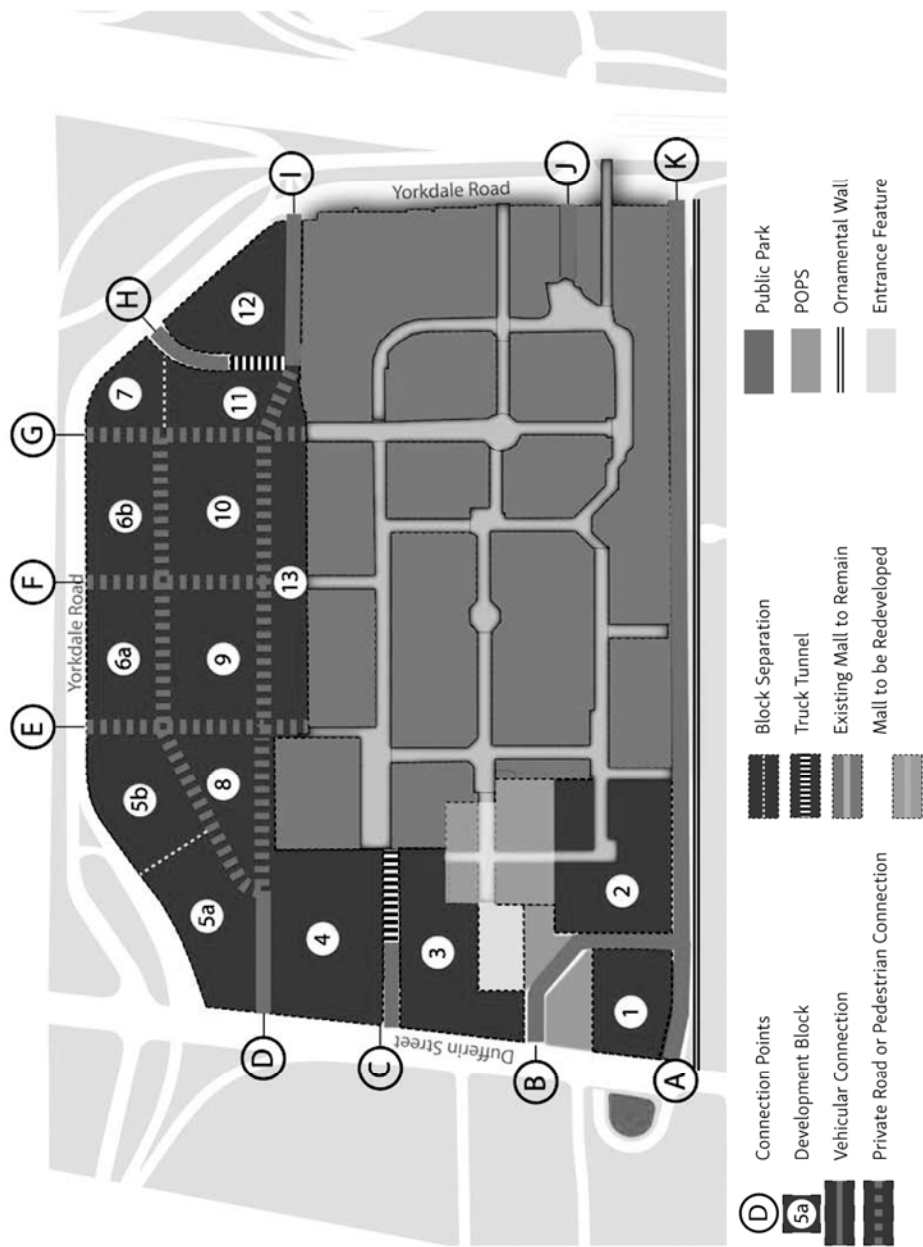 Yorkdale Road
Yorkdale Road
Dufferin Street
A
B
C
D
E
F
G
H
I
J
K
1
2
3
4
5a
5b
6a
6b
7
8
9
10
11
12
13
D
Connection Points
5a
Development Block
Vehicular Connection
Private Road or Pedestrian Connection
Block Separation
Truck Tunnel
Existing Mall to Remain
Mall to be Redeveloped
Public Park
POPS
Ornamental Wall
Entrance Feature